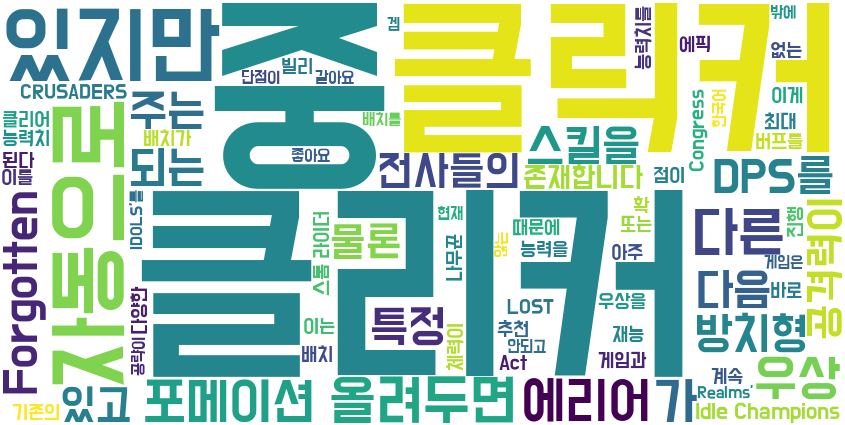 있지만
중
클릭커
겜
밖에
능력치를
에픽
없는
빌리
단점이
같아요
CRUSADERS
주는
클리어
능력치
배치가
배치를
Congress
한국어
이게
최대
버프를
좋아요
스킬을
된다
이를
되는
전사들의
존재합니다
점이
DPS를
자동으로
IDOLS'를
Forgotten
클리커
스톰 라이더
물론
현재
나무꾼
않는
때문에
능력을
확
또는
아주
다른
진행
공격력이
게임은
다음
바로
공략이
다양한
이는
배치
특정
체력이
LOST
추천
안되고
Act
우상을
재능
게임과
방치형
계속
우상
Realms'
기존의
있고
포메이션
올려두면
에리어
가
Idle Champions